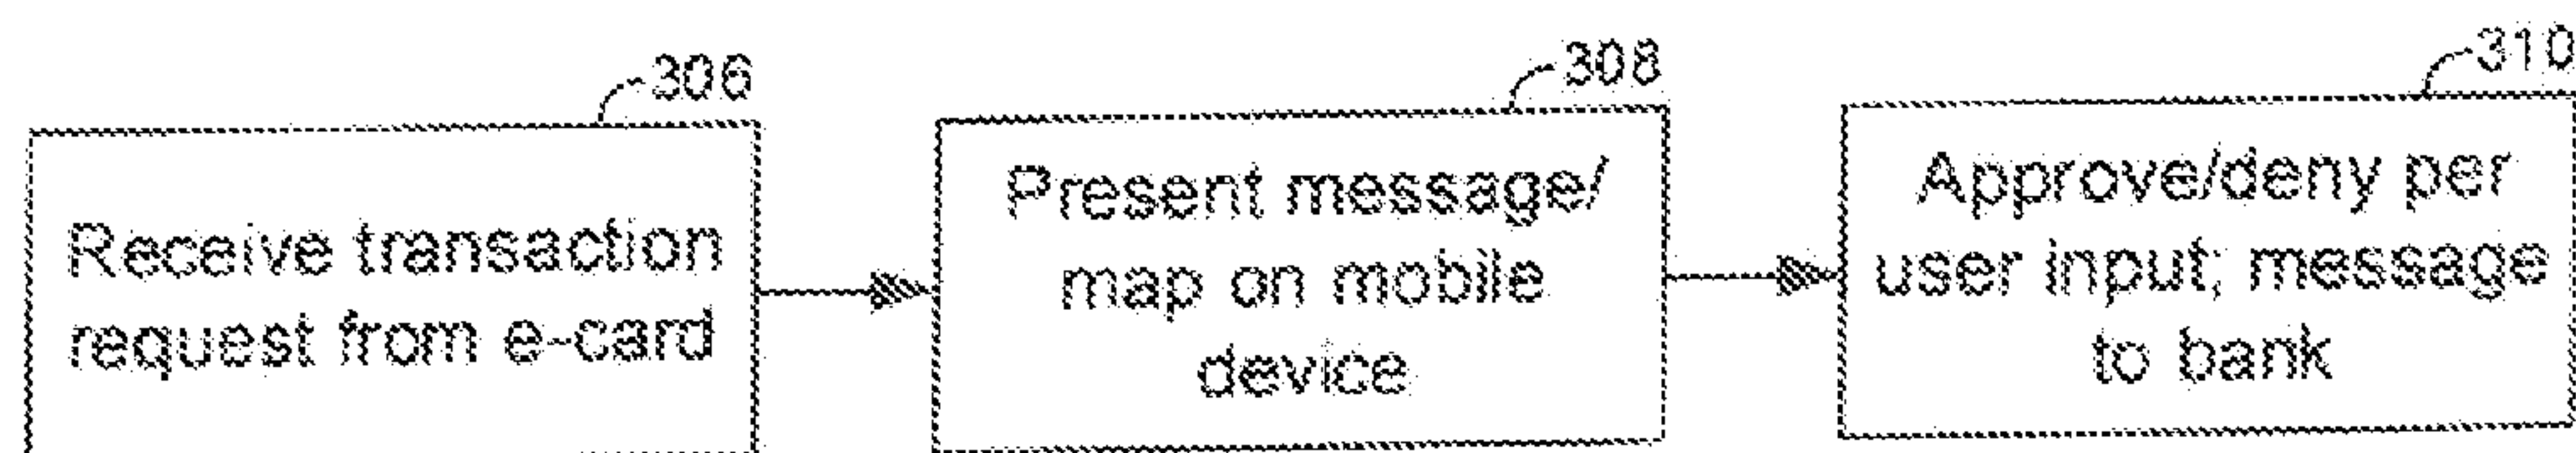 306
Receive transaction
request from e-card
308
Present message/
map on mobile
device
310
Approve/deny per
user input; message
to bank